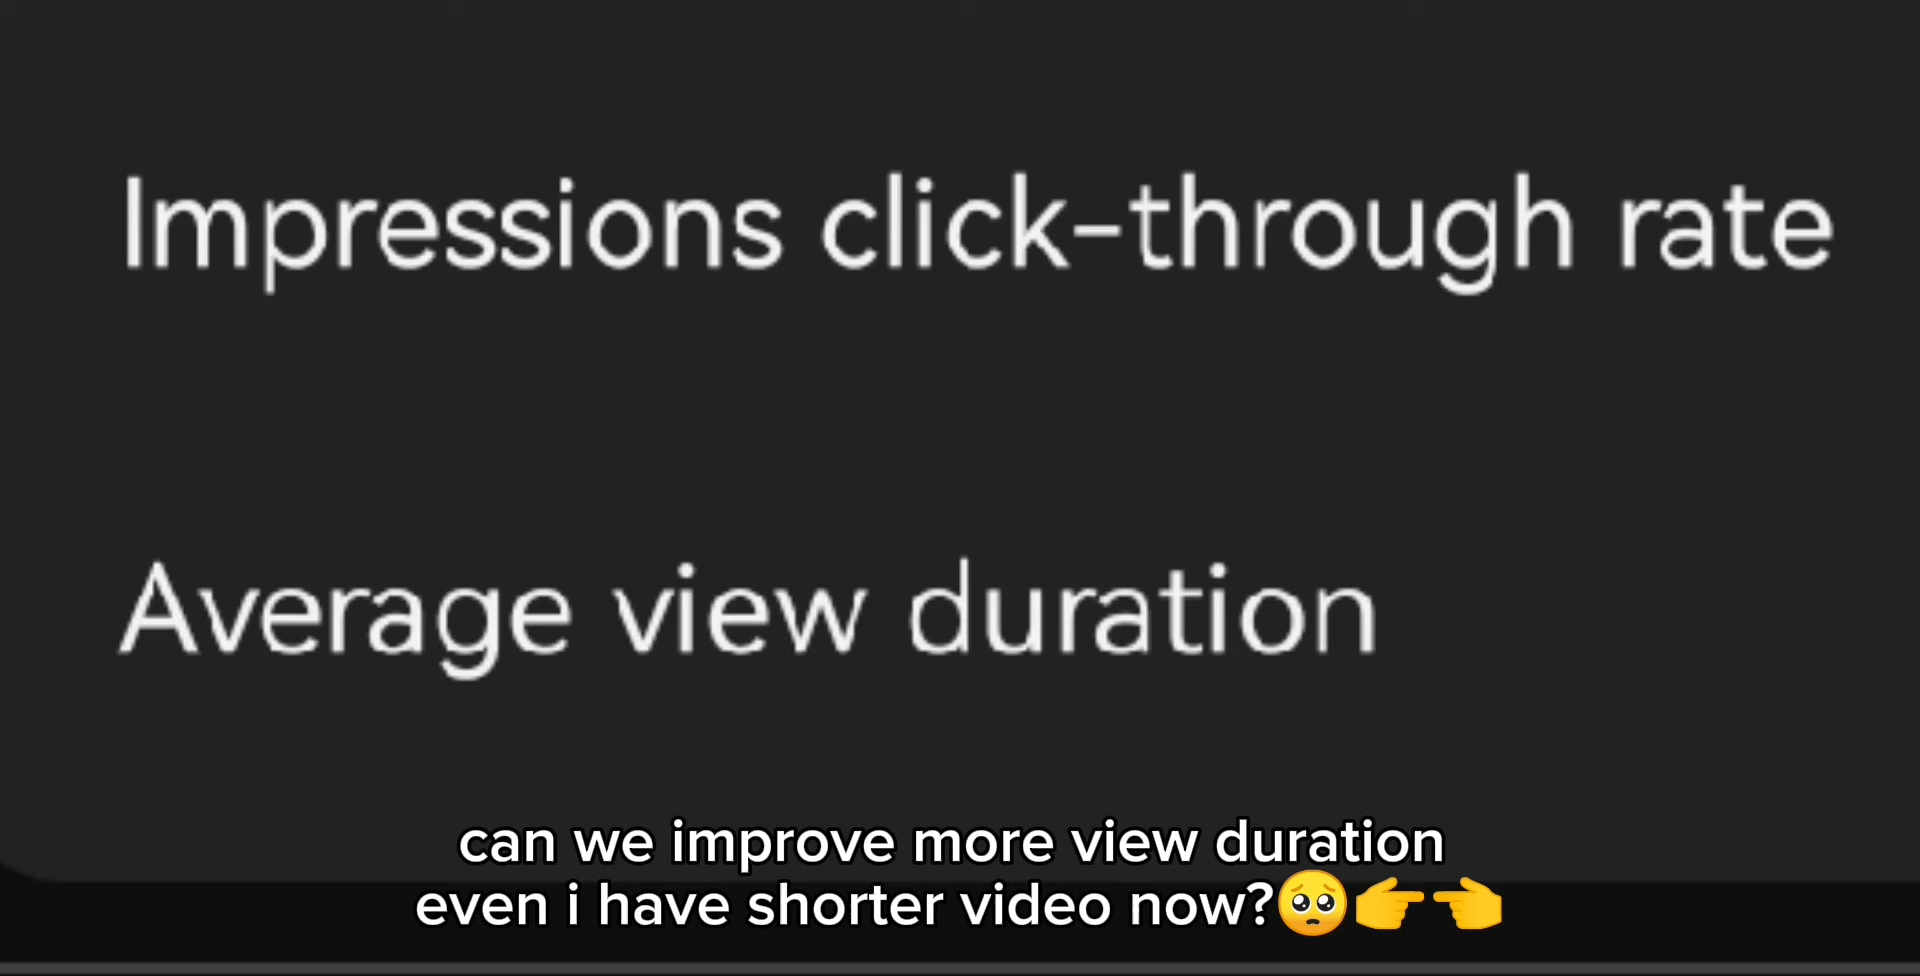 Impressions click-through rate
Average view duration
can we improve more view duration
even i have shorter video now?🥺👉👈